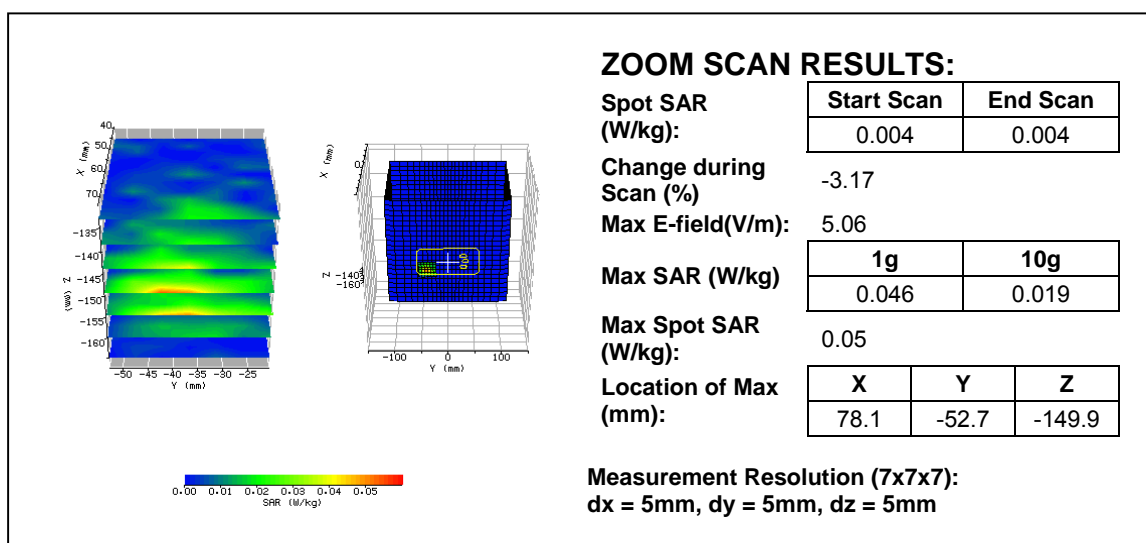 ZOOM SCAN RESULTS:
Spot SAR (W/kg):
Start Scan End Scan
0.004 0.004
Change during Scan (%)
-3.17
Max E-field(V/m): 5.06
Max SAR (W/kg)
1g 10g
0.046 0.019
Max Spot SAR (W/kg):
0.05
Location of Max (mm):
X Y Z
78.1 -52.7 -149.9
Measurement Resolution (7x7x7):
dx = 5mm, dy = 5mm, dz = 5mm
40
50
60
70
X (mm)
-135
-140
-145
-150
-155
-160
Z (mm)
-50 -45 -40 -35 -30 -25
Y (mm)
X (mm)
0
Z
-140
-160
-100 0 100
Y (mm)
0.00 0.01 0.02 0.03 0.04 0.05
SAR (W/kg)